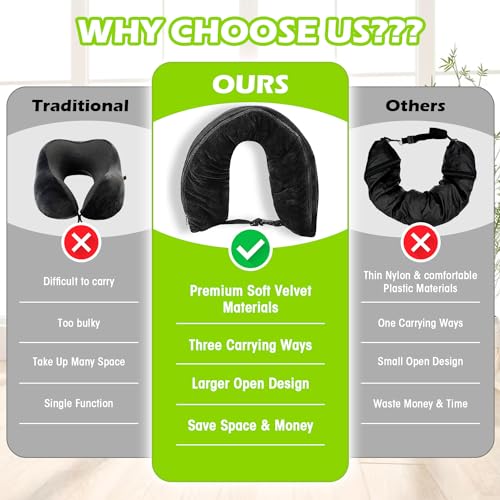 WHY CHOOSE US???
Traditional
Difficult to carry
Too bulky
Take Up Many Space
Single Function
OURS
Premium Soft Velvet
Materials
Three Carrying Ways
Larger Open Design
Save Space & Money
Others
Thin Nylon & comfortable
Plastic Materials
One Carrying Ways
Small Open Design
Waste Money & Time